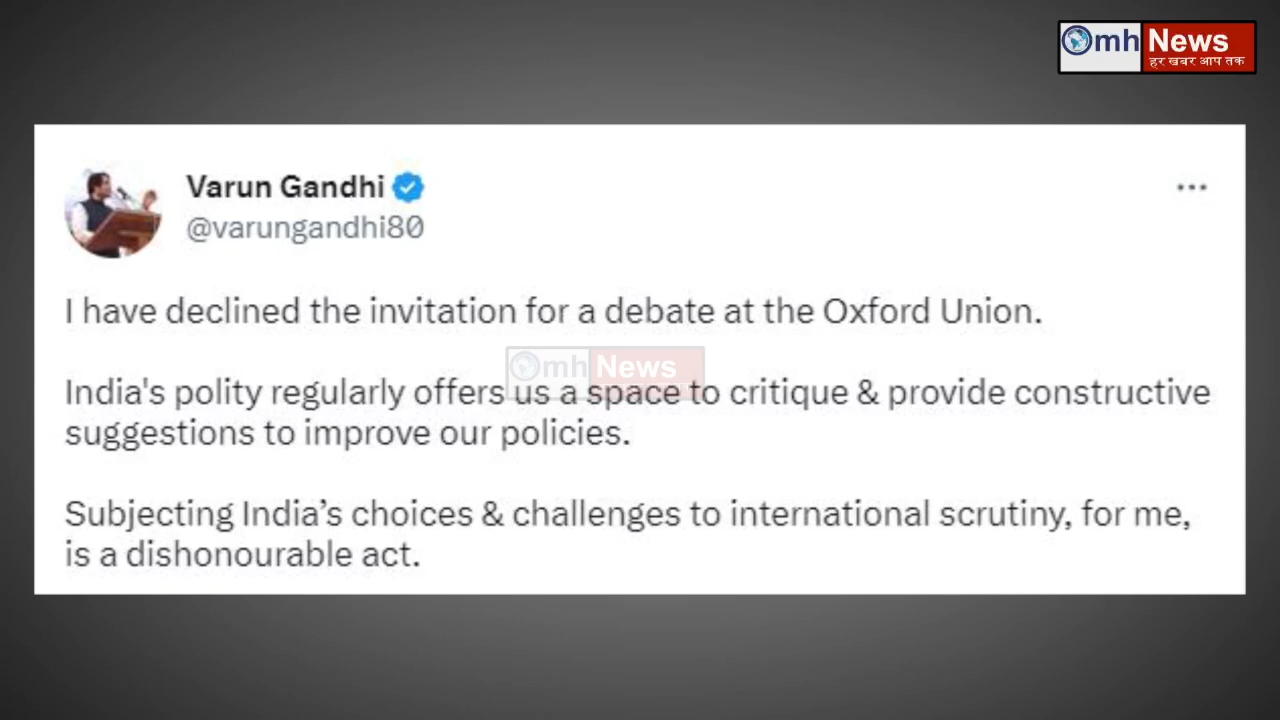 Omh News
हर खबर आप तक
Varun Gandhi
@varungandhi80
I have declined the invitation for a debate at the Oxford Union.
Omh News
India's polity regularly offers us a space to critique & provide constructive
suggestions to improve our policies.
Subjecting India’s choices & challenges to international scrutiny, for me,
is a dishonourable act.